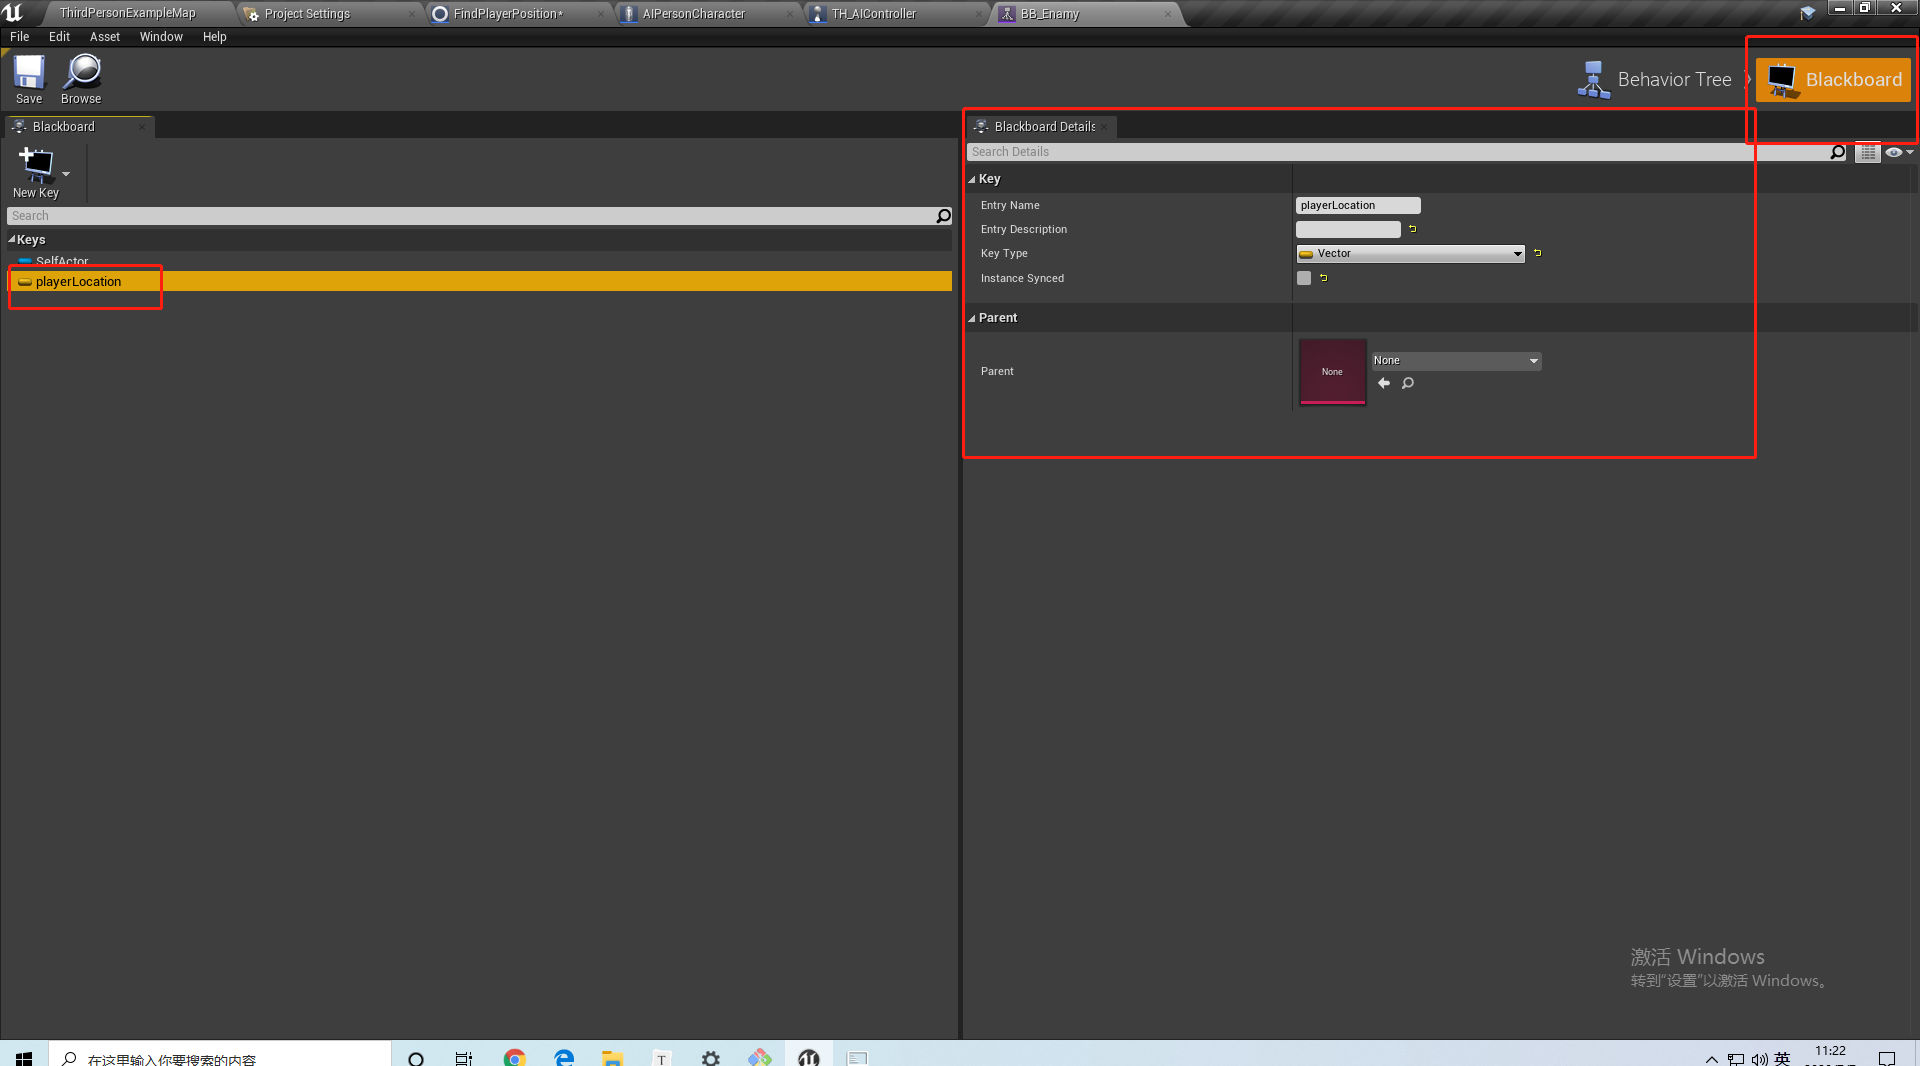 ThirdPersonExampleMap
Project Settings
FindPlayerPosition*
AIPersonCharacter
TH_AIController
BB_Enamy
File Edit Asset Window Help
Save
Browse
Behavior Tree
Blackboard
Blackboard
New Key
Search
Keys
SelfActor
playerLocation
Blackboard Details
Search Details
Key
Entry Name
playerLocation
Entry Description
Key Type
Vector
Instance Synced
Parent
Parent
None
None
激活 Windows
转到"设置"以激活 Windows。
在这里输入你要搜索的内容
T
英
11:22